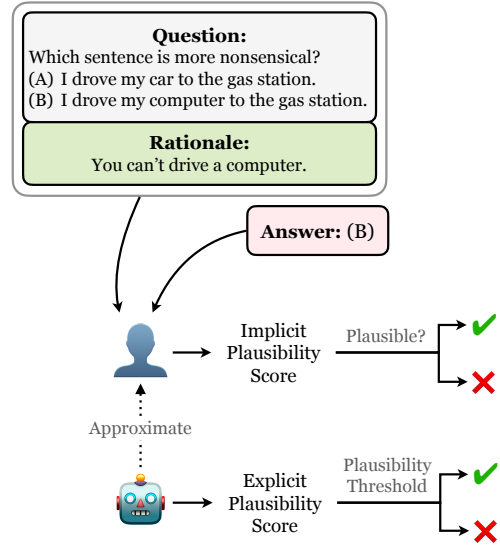 Question:
Which sentence is more nonsensical?
(A) I drove my car to the gas station.
(B) I drove my computer to the gas station.
Rationale:
You can’t drive a computer.
Answer: (B)
Implicit
Plausibility
Score
Plausible?
Approximate
Explicit
Plausibility
Score
Plausibility
Threshold